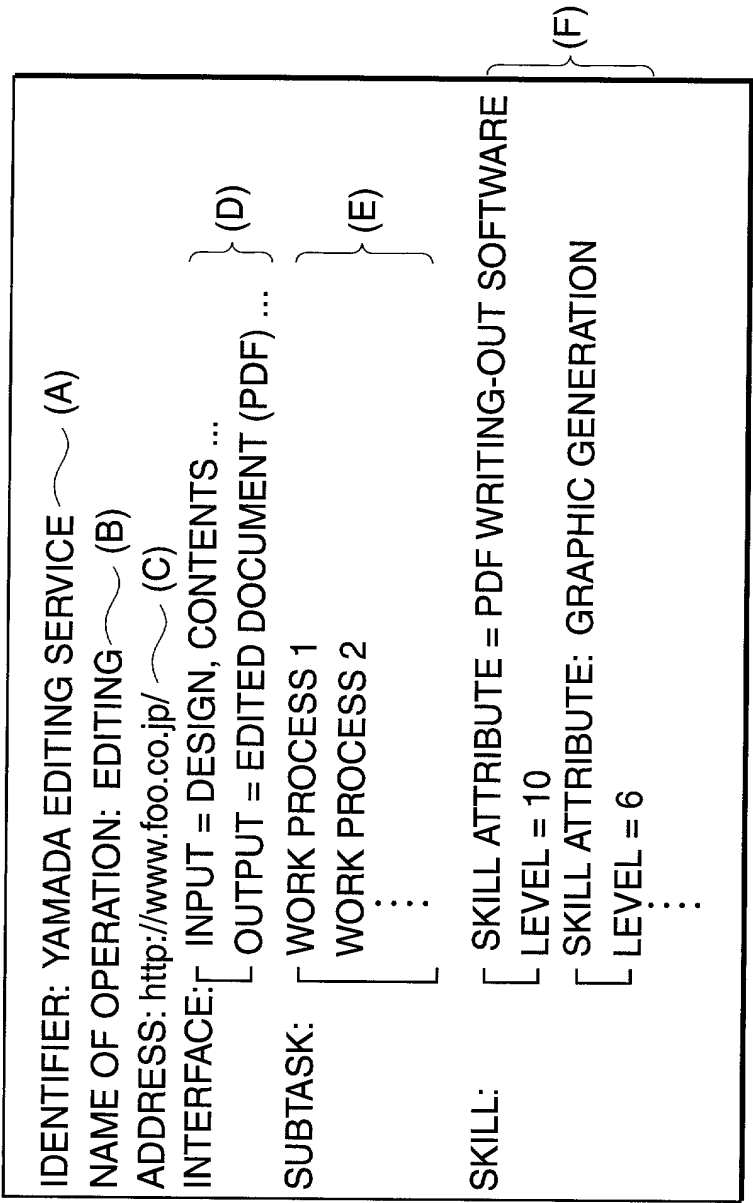 IDENTIFIER: YAMADA EDITING SERVICE (A)
NAME OF OPERATION: EDITING (B)
ADDRESS: http://www.foo.co.jp/ (C)
INTERFACE: INPUT = DESIGN, CONTENTS ...
OUTPUT = EDITED DOCUMENT (PDF) ... (D)
SUBTASK: WORK PROCESS 1
WORK PROCESS 2 (E)
SKILL: SKILL ATTRIBUTE = PDF WRITING-OUT SOFTWARE
LEVEL = 10
SKILL ATTRIBUTE: GRAPHIC GENERATION (F)
LEVEL = 6